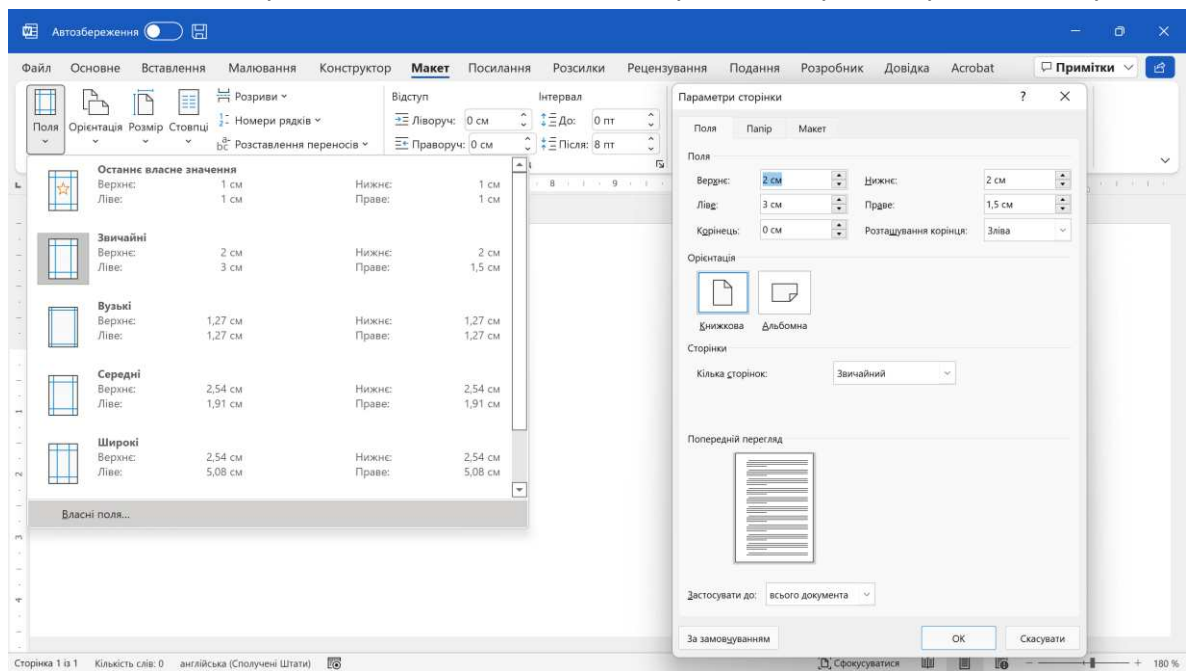 Автозбереження
Файл Основне Вставлення Малювання Конструктор Макет Посилання Розсилки Рецензування Подання Розробник Довідка Acrobat Примітки
Поля Орієнтація Розмір Стовпці
Розриви
Номери рядків
Розставлення переносів
Відступ
Ліворуч: 0 см
Праворуч: 0 см
Інтервал
До: 0 пт
Після: 8 пт
8 9
Останнє власне значення
Верхнє: 1 см Нижнє: 1 см
Ліве: 1 см Праве: 1 см
Звичайні
Верхнє: 2 см Нижнє: 2 см
Ліве: 3 см Праве: 1,5 см
Вузькі
Верхнє: 1,27 см Нижнє: 1,27 см
Ліве: 1,27 см Праве: 1,27 см
Середні
Верхнє: 2,54 см Нижнє: 2,54 см
Ліве: 1,91 см Праве: 1,91 см
Широкі
Верхнє: 2,54 см Нижнє: 2,54 см
Ліве: 5,08 см Праве: 5,08 см
Власні поля...
1
2
3
4
Параметри сторінки ?
Поля Папір Макет
Поля
Верхнє: 2 см Нижнє: 2 см
Ліве: 3 см Праве: 1,5 см
Корінець: 0 см Розташування корінця: Зліва
Орієнтація
Книжкова Альбомна
Сторінки
Кілька сторінок: Звичайний
Попередній перегляд
Застосувати до: всього документа
За замовчуванням ОК Скасувати
Сторінка 1 із 1 Кількість слів: 0 англійська (Сполучені Штати) Сфокусуватися 180 %